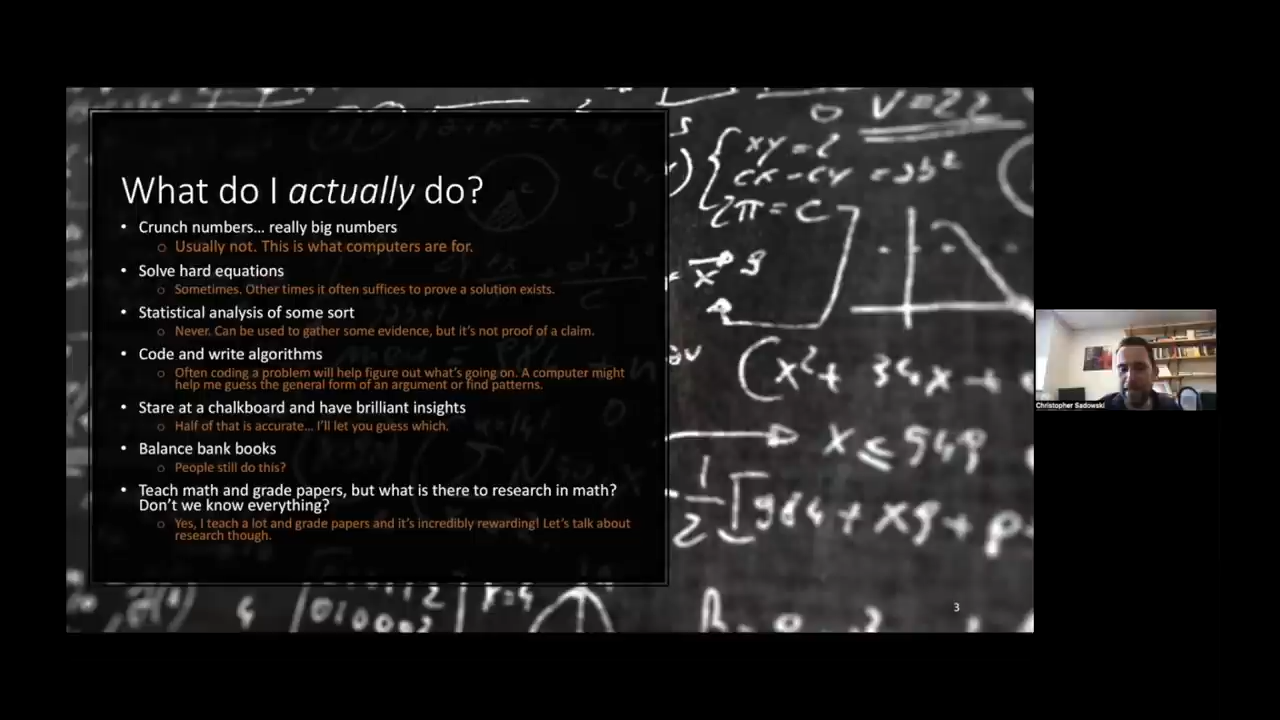 What do I actually do?
• Crunch numbers... really big numbers
○ Usually not. This is what computers are for.
• Solve hard equations
○ Sometimes. Other times it often suffices to prove a solution exists.
• Statistical analysis of some sort
○ Never. Can be used to gather some evidence, but it's not proof of a claim.
• Code and write algorithms
○ Often coding a problem will help figure out what's going on. A computer might
help me guess the general form of an argument or find patterns.
• Stare at a chalkboard and have brilliant insights
○ Half of that is accurate... I'll let you guess which.
• Balance bank books
○ People still do this?
• Teach math and grade papers, but what is there to research in math?
Don't we know everything?
○ Yes, I teach a lot and grade papers and it's incredibly rewarding! Let's talk about
research though.
V=22
xy=2
2π = C
(x²+ 34x +
x ≤ 949
3
Christopher Sadowski